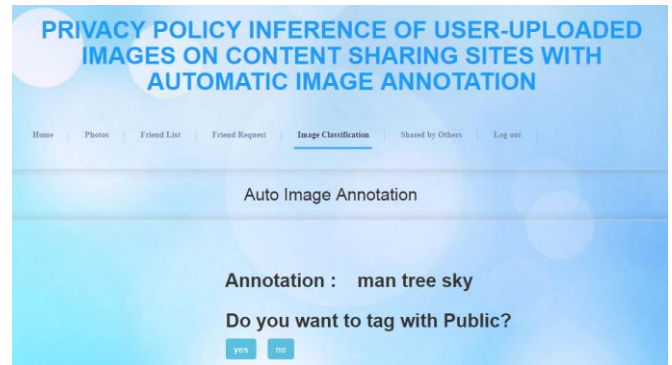 PRIVACY POLICY INFERENCE OF USER-UPLOADED
IMAGES ON CONTENT SHARING SITES WITH
AUTOMATIC IMAGE ANNOTATION
Home | Photos | Friend List | Friend Request | Image Classification | Shared by Others | Log out |
Auto Image Annotation
Annotation : man tree sky
Do you want to tag with Public?
yes no